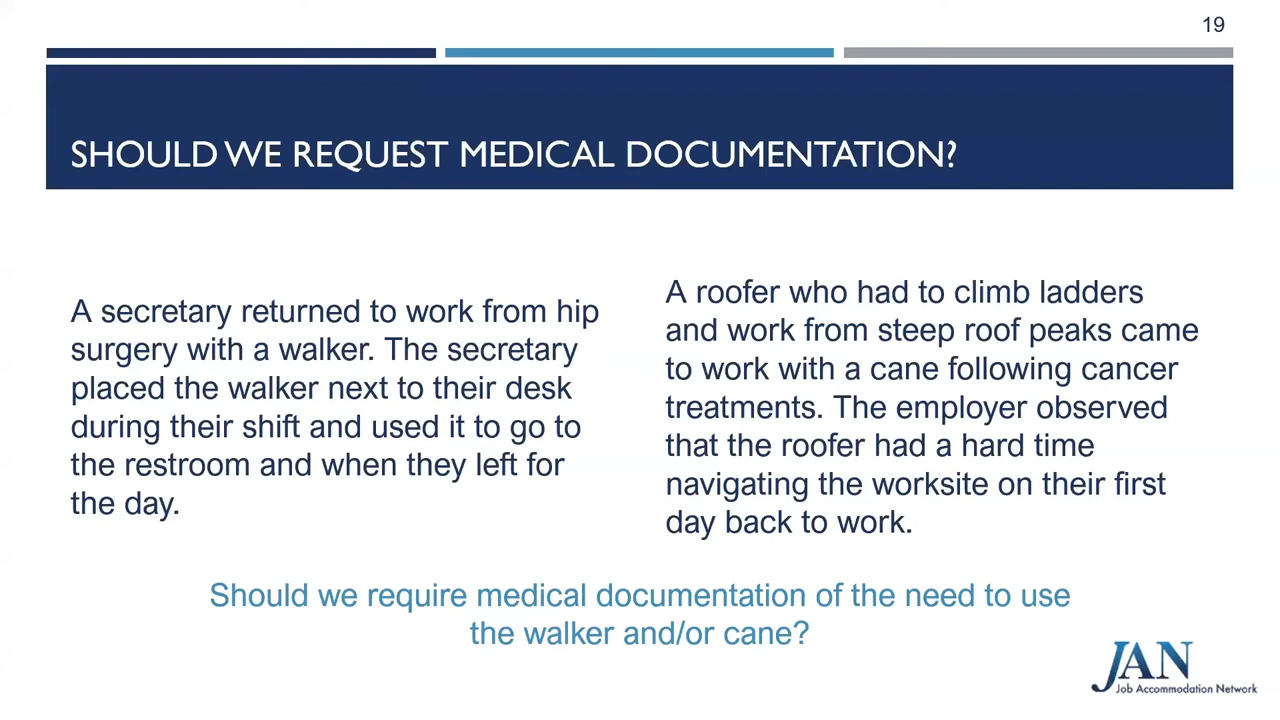 19
SHOULD WE REQUEST MEDICAL DOCUMENTATION?
A secretary returned to work from hip
surgery with a walker. The secretary
placed the walker next to their desk
during their shift and used it to go to
the restroom and when they left for
the day.
A roofer who had to climb ladders
and work from steep roof peaks came
to work with a cane following cancer
treatments. The employer observed
that the roofer had a hard time
navigating the worksite on their first
day back to work.
Should we require medical documentation of the need to use
the walker and/or cane?
JAN
Job Accommodation Network